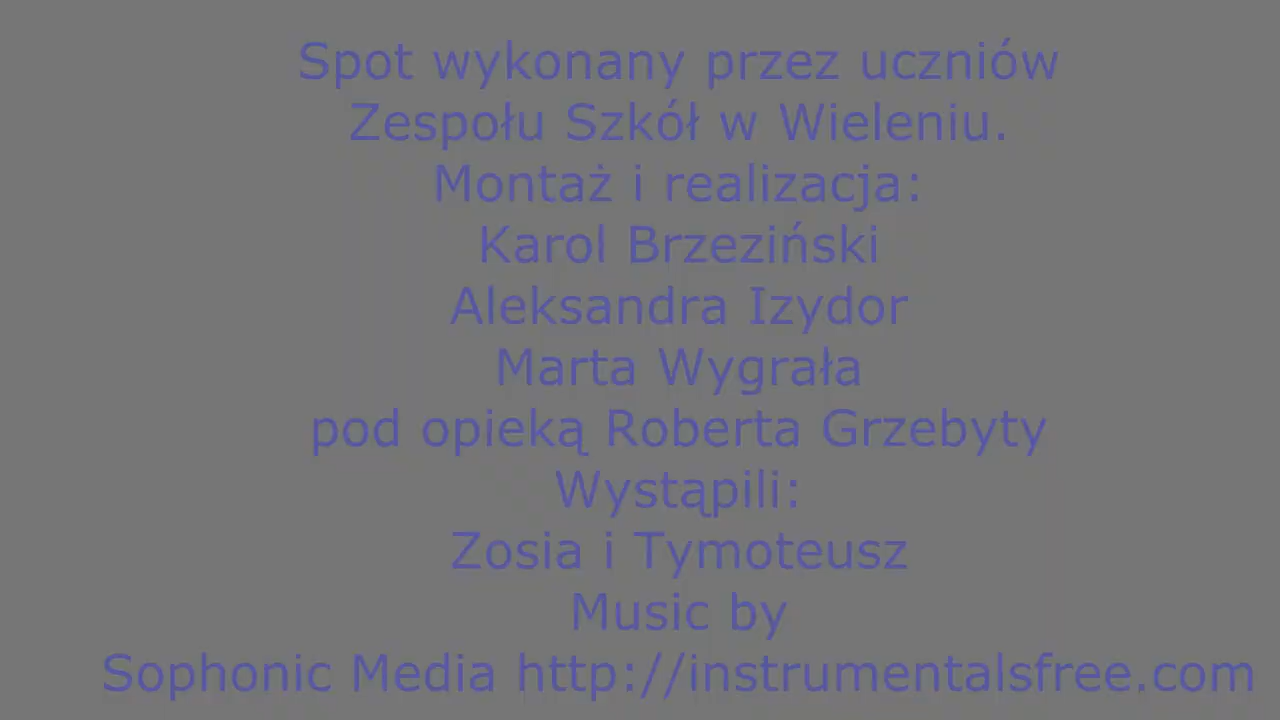 Spot wykonany przez uczniów
Zespołu Szkół w Wieleniu.
Montaż i realizacja:
Karol Brzeziński
Aleksandra Izydor
Marta Wygrała
pod opieką Roberta Grzebyty
Wystąpili:
Zosia i Tymoteusz
Music by
Sophonic Media http://instrumentalsfree.com